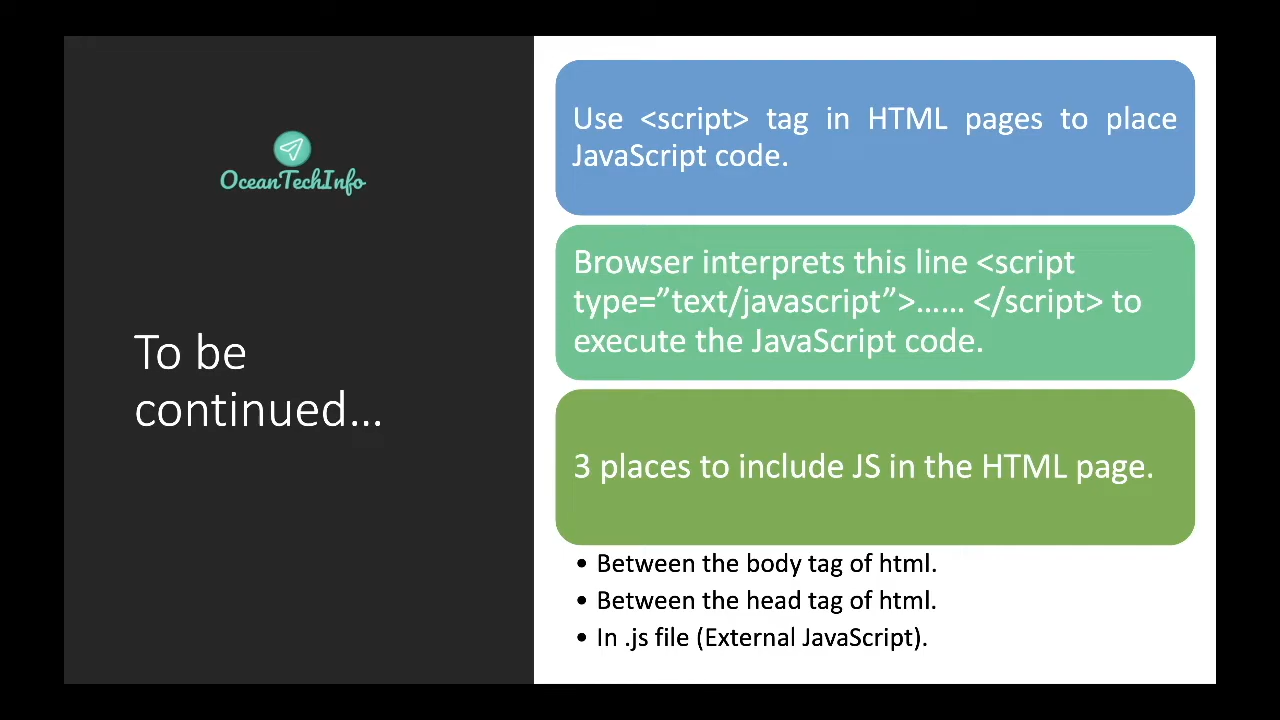 OceanTechInfo
To be
continued...
Use <script> tag in HTML pages to place
JavaScript code.
Browser interprets this line <script
type=”text/javascript”>...... </script> to
execute the JavaScript code.
3 places to include JS in the HTML page.
• Between the body tag of html.
• Between the head tag of html.
• In .js file (External JavaScript).